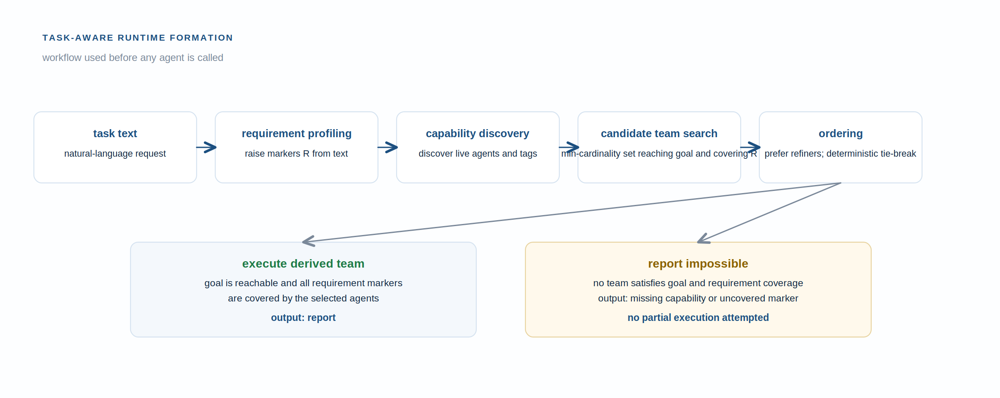 TASK-AWARE RUNTIME FORMATION
workflow used before any agent is called
task text
natural-language request
requirement profiling
raise markers R from text
capability discovery
discover live agents and tags
candidate team search
min-cardinality set reaching goal and covering R
ordering
prefer refiners; deterministic tie-break
execute derived team
goal is reachable and all requirement markers
are covered by the selected agents
output: report
report impossible
no team satisfies goal and requirement coverage
output: missing capability or uncovered marker
no partial execution attempted